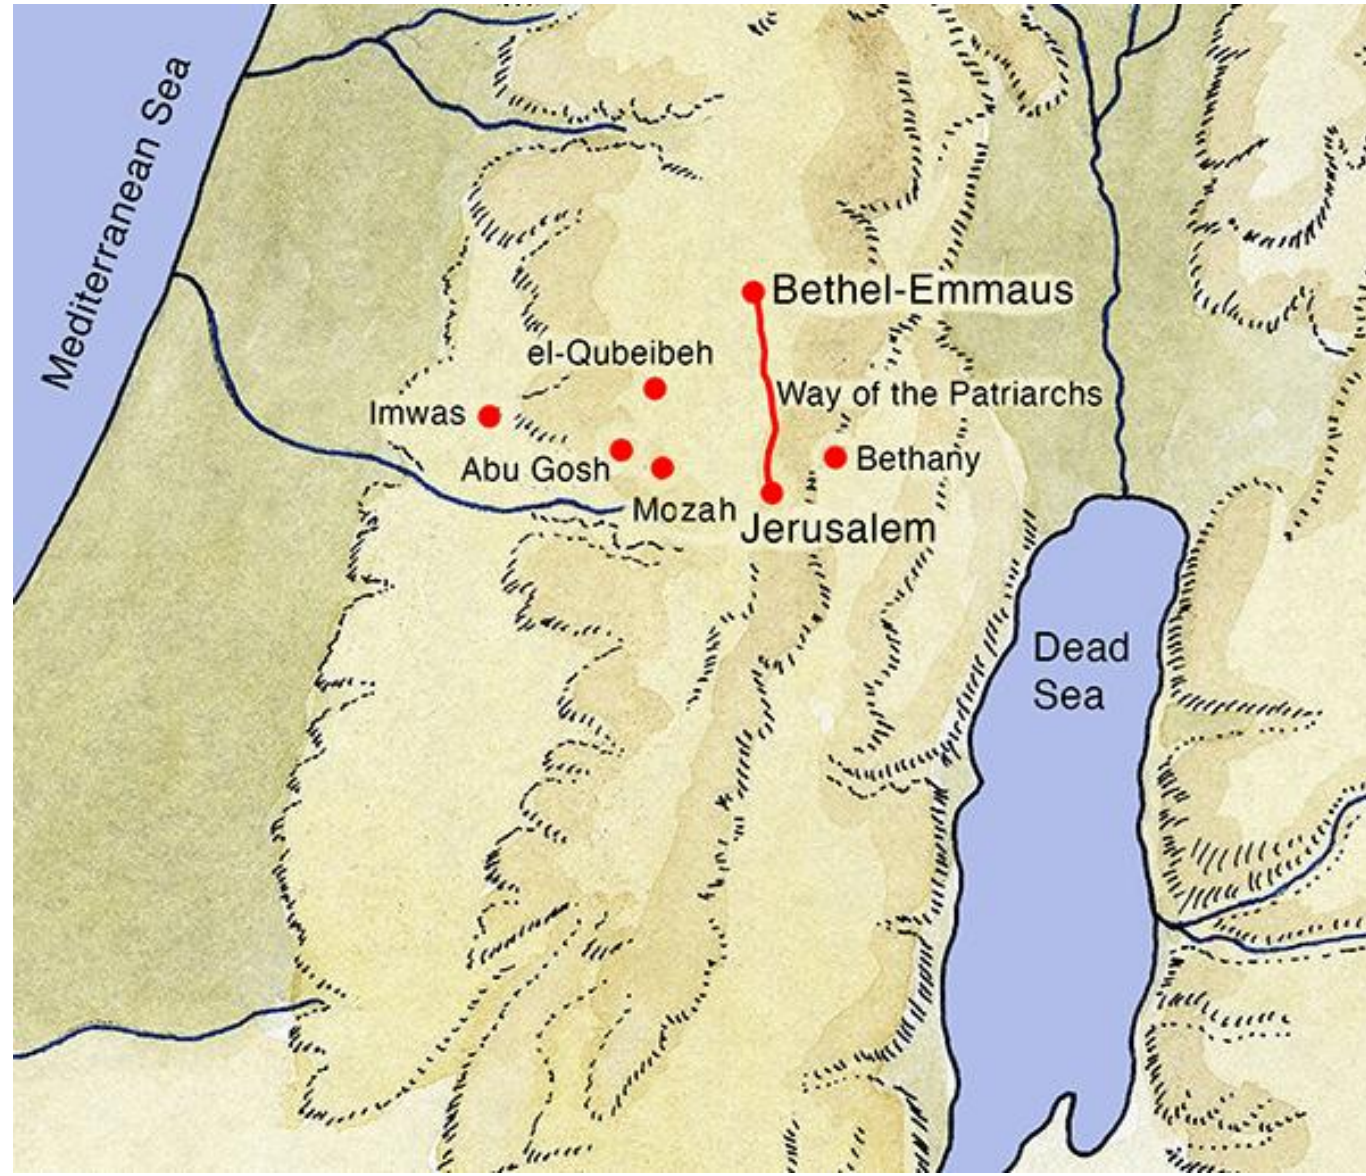 Mediterranean Sea
Bethel-Emmaus
el-Qubeibeh
Way of the Patriarchs
Imwas
Abu Gosh
Bethany
Mozah
Jerusalem
Dead
Sea